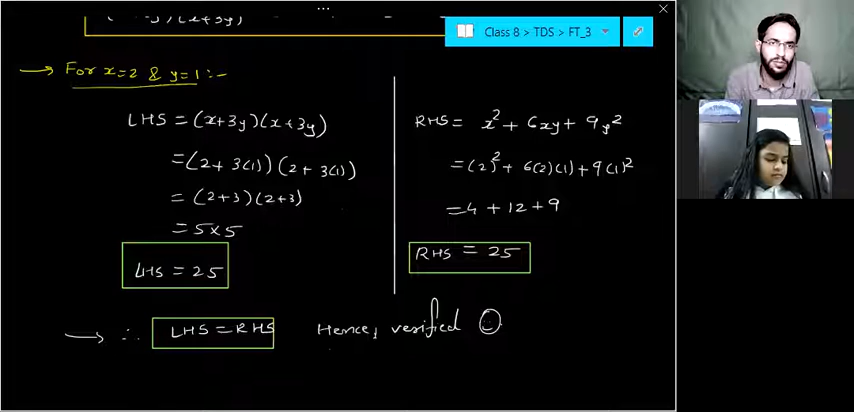 Class 8 > TDS > FT_3
→ For x=2 & y=1 :-
LHS = (x+3y)(x+3y)
= (2+3(1)) (2+3(1))
= (2+3)(2+3)
= 5×5
LHS = 25
RHS = x² + 6xy + 9y²
= (2)² + 6(2)(1) + 9(1)²
= 4 + 12 + 9
RHS = 25
→ ∴ LHS = RHS Hence, verified